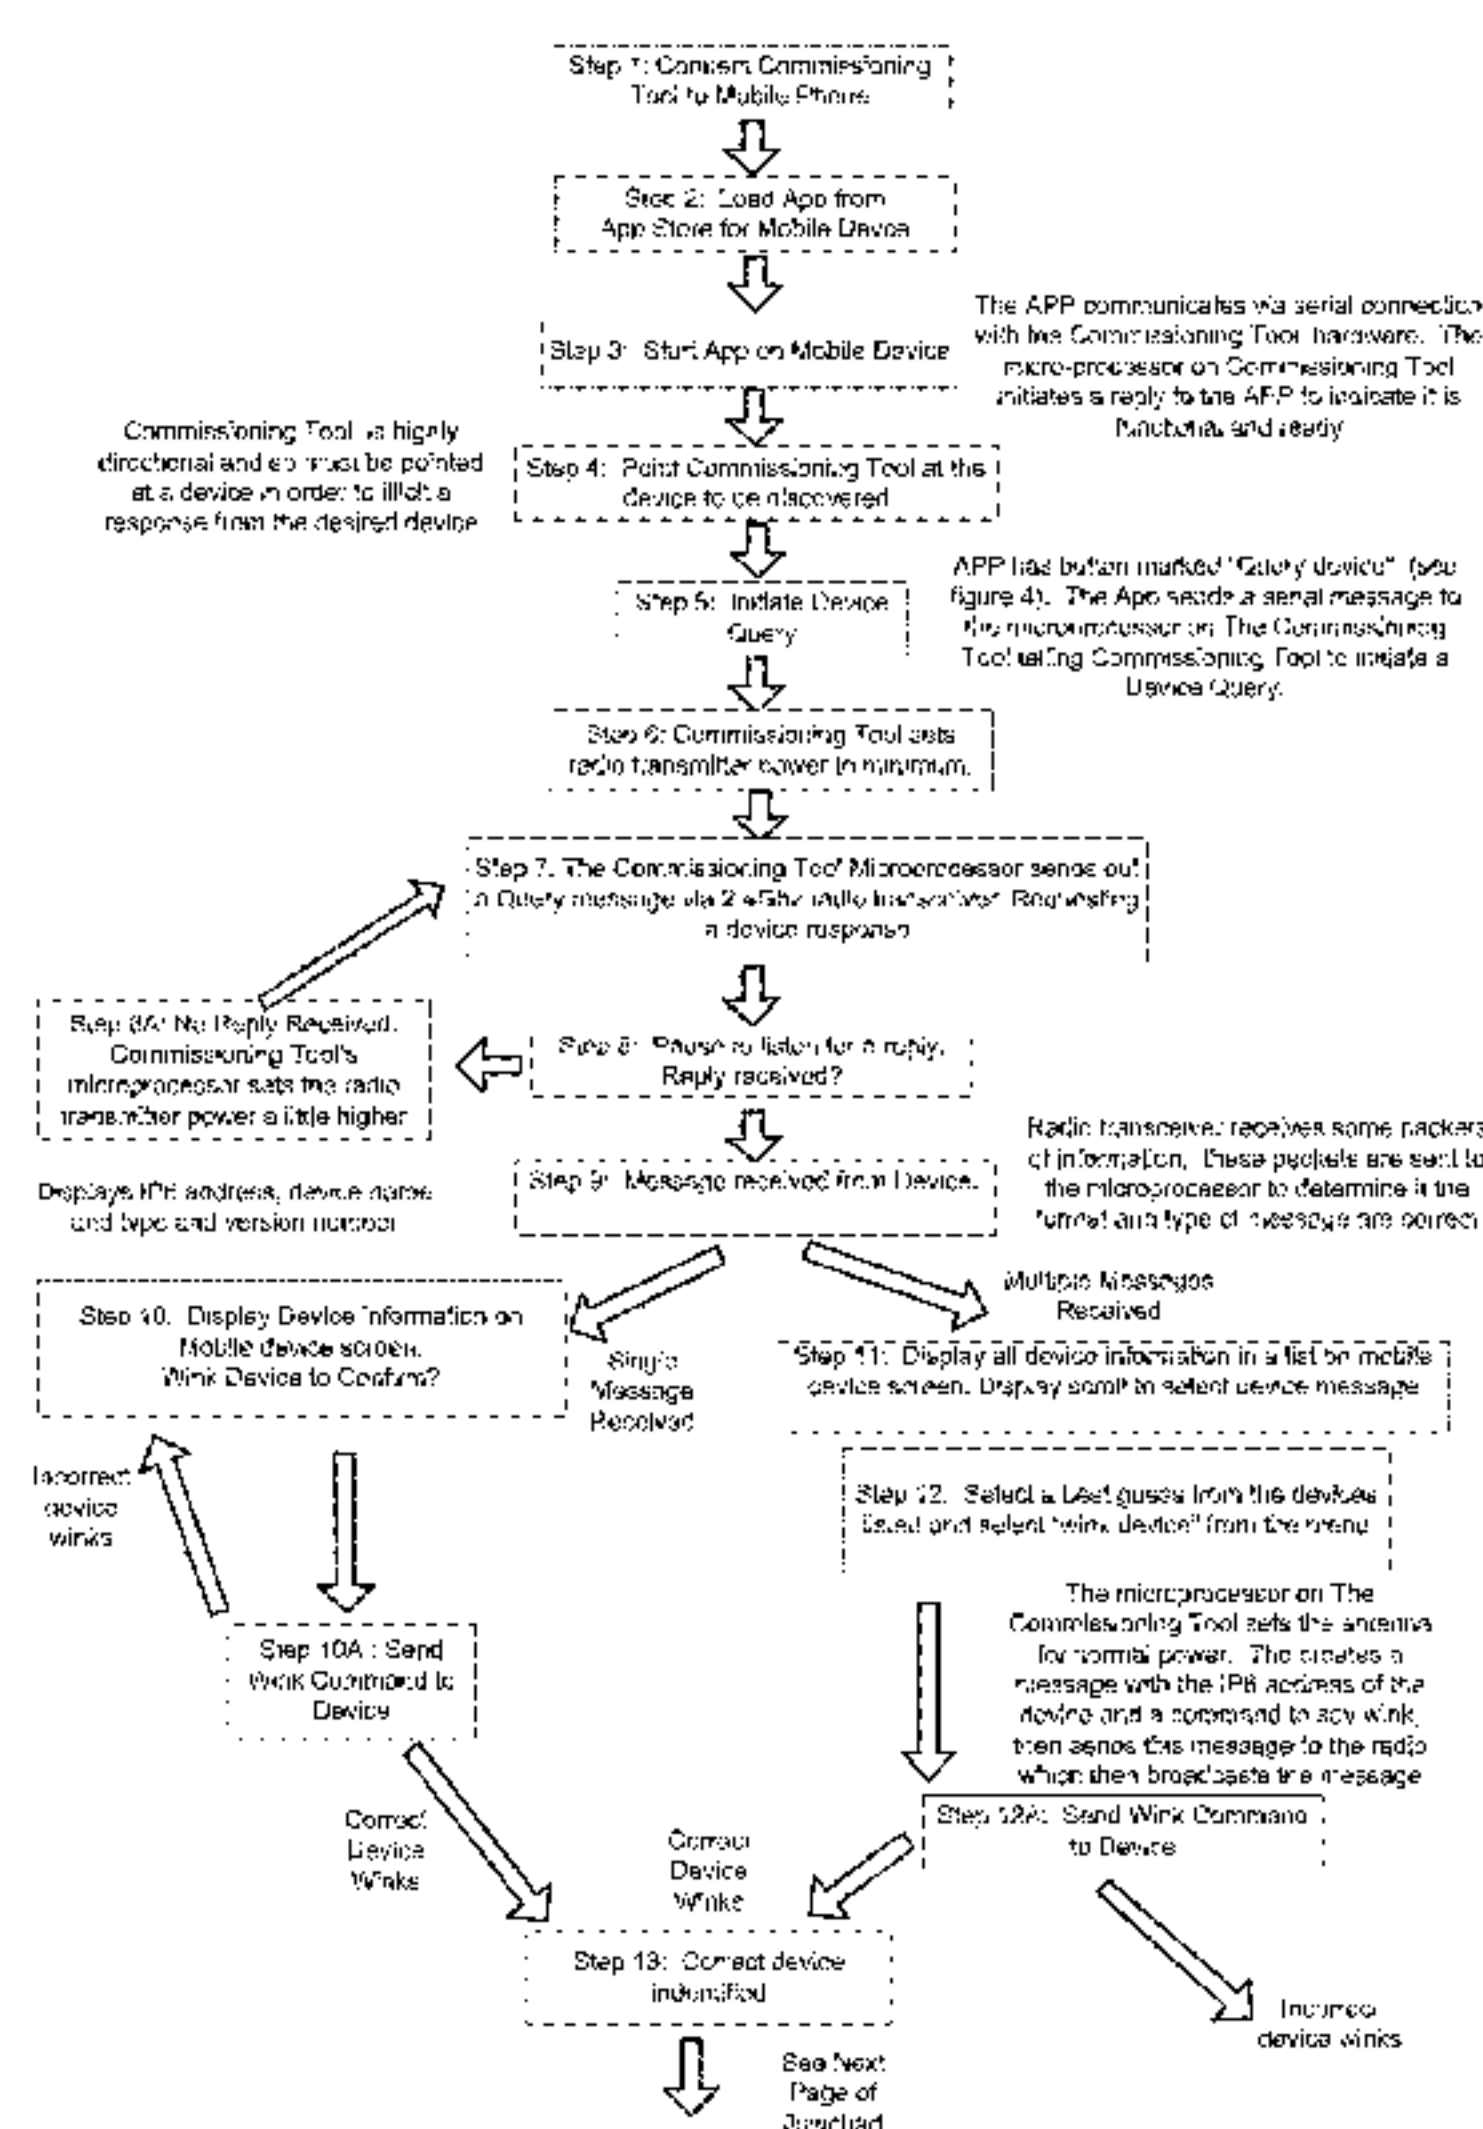 Step 1: Connect Commissioning
Tool to Mobile Phone
Step 2: Load App from
App Store for Mobile Device
Step 3: Start App on Mobile Device
The APP communicates via serial connection
with the Commissioning Tool hardware. The
micro-processor on Commissioning Tool
initiates a reply to the APP to indicate it is
functional and ready
Commissioning Tool is highly
directional and so must be pointed
at a device in order to illicit a
response from the desired device
Step 4: Point Commissioning Tool at the
device to be discovered
Step 5: Initiate Device
Query
APP has button marked "Query device" (see
figure 4). The App sends a serial message to
the microprocessor on The Commissioning
Tool telling Commissioning Tool to initiate a
Device Query.
Step 6: Commissioning Tool sets
radio transmitter power to minimum.
Step 7. The Commissioning Tool Microprocessor sends out
a Query message via 2.4Ghz radio transceiver. Requesting
a device response
Step 8A: No Reply Received.
Commissioning Tool's
microprocessor sets the radio
transmitter power a little higher
Step 8: Pause to listen for a reply.
Reply received?
Step 9: Message received from Device.
Radio transceiver receives some packets
of information, these packets are sent to
the microprocessor to determine if the
format and type of message are correct
Displays IP6 address, device name
and type and version number
Multiple Messages
Received
Step 10. Display Device Information on
Mobile device screen.
Wink Device to Confirm?
Single
Message
Received
Step 11: Display all device information in a list on mobile
device screen. Display scroll to select device message
Incorrect
device
winks
Step 12. Select a best guess from the devices
listed and select "wink device" from the menu
The microprocessor on The
Commissioning Tool sets the antenna
for normal power. The creates a
message with the IP6 address of the
device and a command to say wink,
then sends this message to the radio
which then broadcasts the message
Step 10A : Send
Wink Command to
Device
Correct
Device
Winks
Correct
Device
Winks
Step 12A: Send Wink Command
to Device
Step 13: Correct device
Incorrect
device winks
See Next
Page of